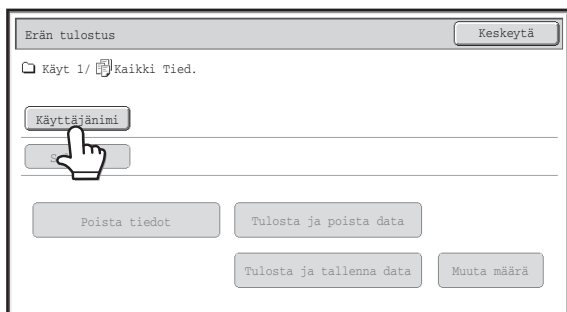 Erän tulostus
Keskeytä
Käyt 1/ Kaikki Tied.
Käyttäjänimi
Poista tiedot
Tulosta ja poista data
Tulosta ja tallenna data
Muuta määrä